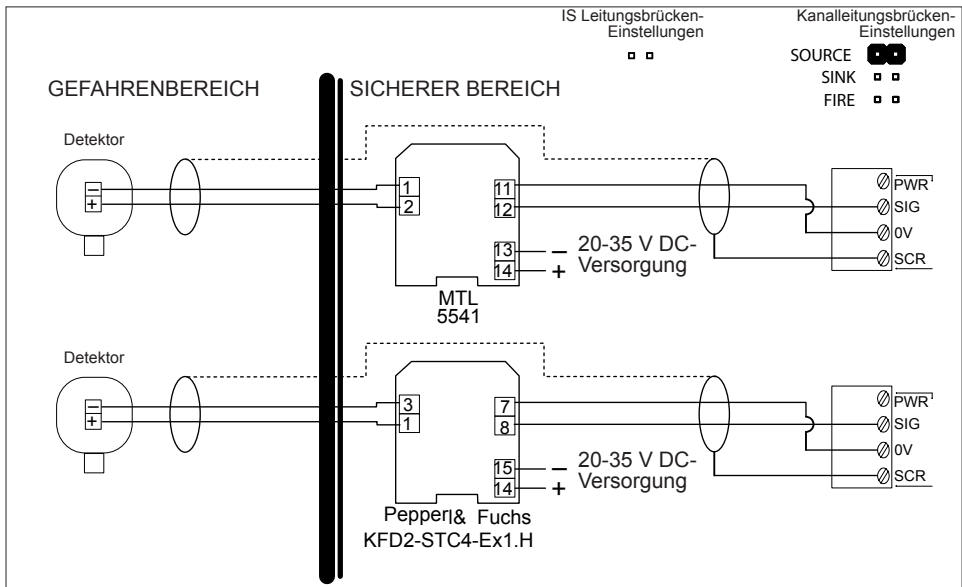 IS Leitungsbrücken-
Einstellungen
Kanalleitungsbrücken-
Einstellungen
SOURCE
SINK
FIRE
GEFAHRENBEREICH
SICHERER BEREICH
Detektor
−
+
1
2
11
12
13
14
−
+
20-35 V DC-
Versorgung
MTL
5541
PWR
SIG
0V
SCR
Detektor
−
+
3
1
7
8
15
14
−
+
20-35 V DC-
Versorgung
Pepperl& Fuchs
KFD2-STC4-Ex1.H
PWR
SIG
0V
SCR